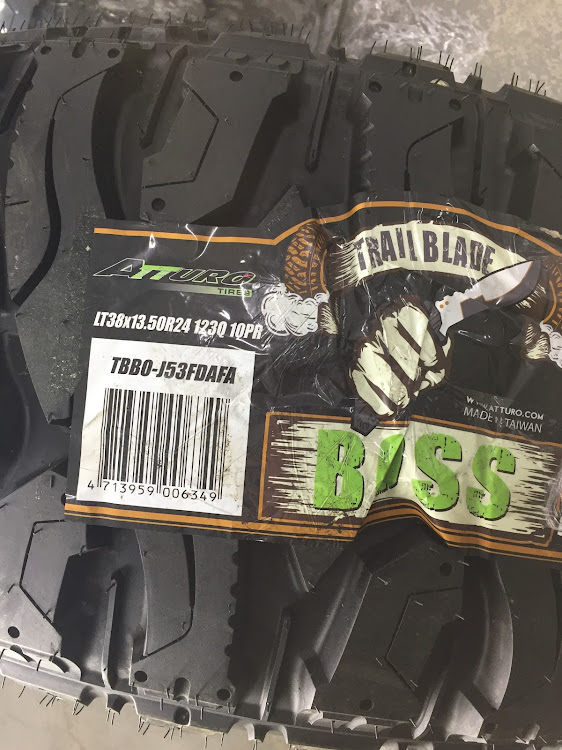 TRAIL BLADE
ATTURO
TIRES
LT38x13.50R24 123Q 10PR
TBBO-J53FDAFA
WWW.ATTURO.COM
MADE IN TAIWAN
BOSS
4 713959 006349